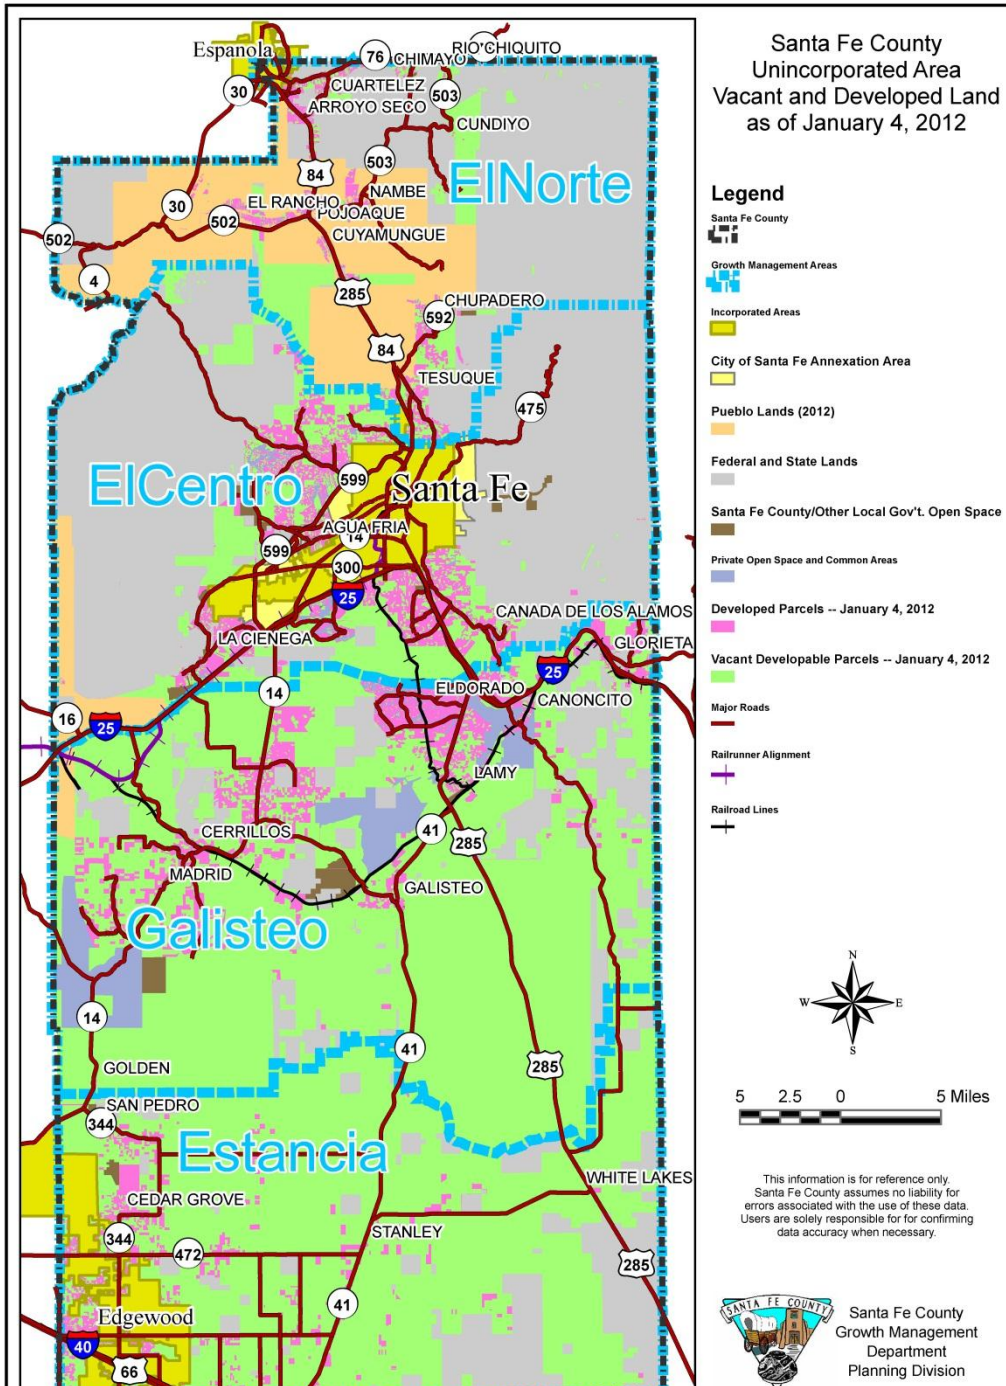 Santa Fe County
Unincorporated Area
Vacant and Developed Land
as of January 4, 2012
Legend
Santa Fe County
Growth Management Areas
Incorporated Areas
City of Santa Fe Annexation Area
Pueblo Lands (2012)
Federal and State Lands
Santa Fe County/Other Local Gov't. Open Space
Private Open Space and Common Areas
Developed Parcels -- January 4, 2012
Vacant Developable Parcels -- January 4, 2012
Major Roads
Railrunner Alignment
Railroad Lines
N
W E
S
5 2.5 0 5 Miles
This information is for reference only.
Santa Fe County assumes no liability for
errors associated with the use of these data.
Users are solely responsible for for confirming
data accuracy when necessary.
SANTA FE COUNTY
Santa Fe County
Growth Management
Department
Planning Division
Espanola
76
RIO CHIQUITO
CHIMAYO
30
CUARTELEZ
503
ARROYO SECO
CUNDIYO
503
84
ElNorte
NAMBE
30
EL RANCHO
POJOAQUE
502
502
CUYAMUNGUE
4
285
CHUPADERO
592
84
TESUQUE
475
ElCentro
599
Santa Fe
AGUA FRIA
14
599
300
25
CANADA DE LOS ALAMOS
LA CIENEGA
GLORIETA
25
14
ELDORADO
CANONCITO
16
25
LAMY
CERRILLOS
41
285
MADRID
GALISTEO
Galisteo
14
41
285
GOLDEN
SAN PEDRO
344
Estancia
WHITE LAKES
CEDAR GROVE
STANLEY
344
472
285
41
Edgewood
40
66